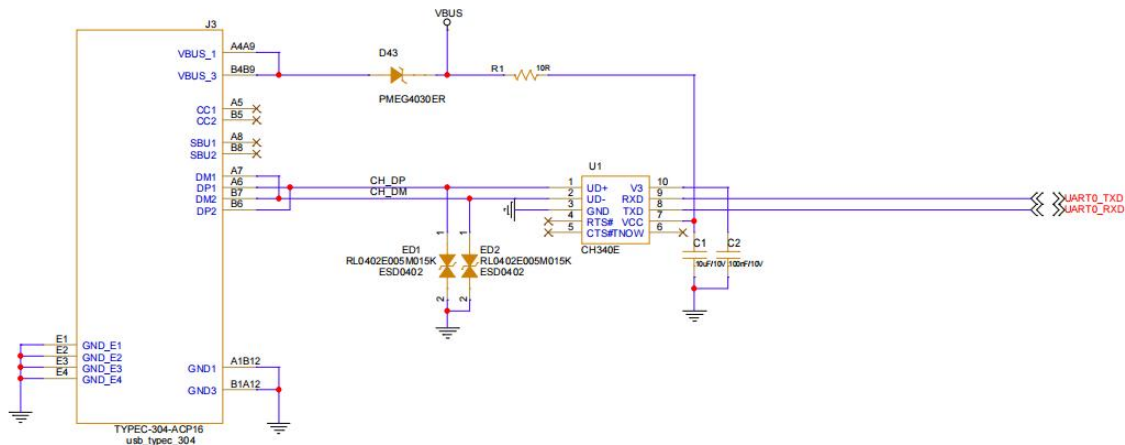 VBUS
J3
VBUS_1 A4A9
VBUS_3 B4B9
D43
PMEG4030ER
R1 10R
CC1 A5
CC2 B5
SBU1 A8
SBU2 B8
DM1 A7
DP1 A6
DM2 B7
DP2 B6
CH_DP
CH_DM
U1
1 UD+ V3 10
2 UD- RXD 9
3 GND TXD 8
4 RTS# VCC 7
5 CTS#TNOW 6
CH340E
UART0_TXD
UART0_RXD
C1
10uF/10V
C2
100nF/10V
1 1
ED1
RL0402E005M015K
ESD0402
ED2
RL0402E005M015K
ESD0402
2 2
E1 GND_E1
E2 GND_E2
E3 GND_E3
E4 GND_E4
GND1 A1B12
GND3 B1A12
TYPEC-304-ACP16
usb_typec_304